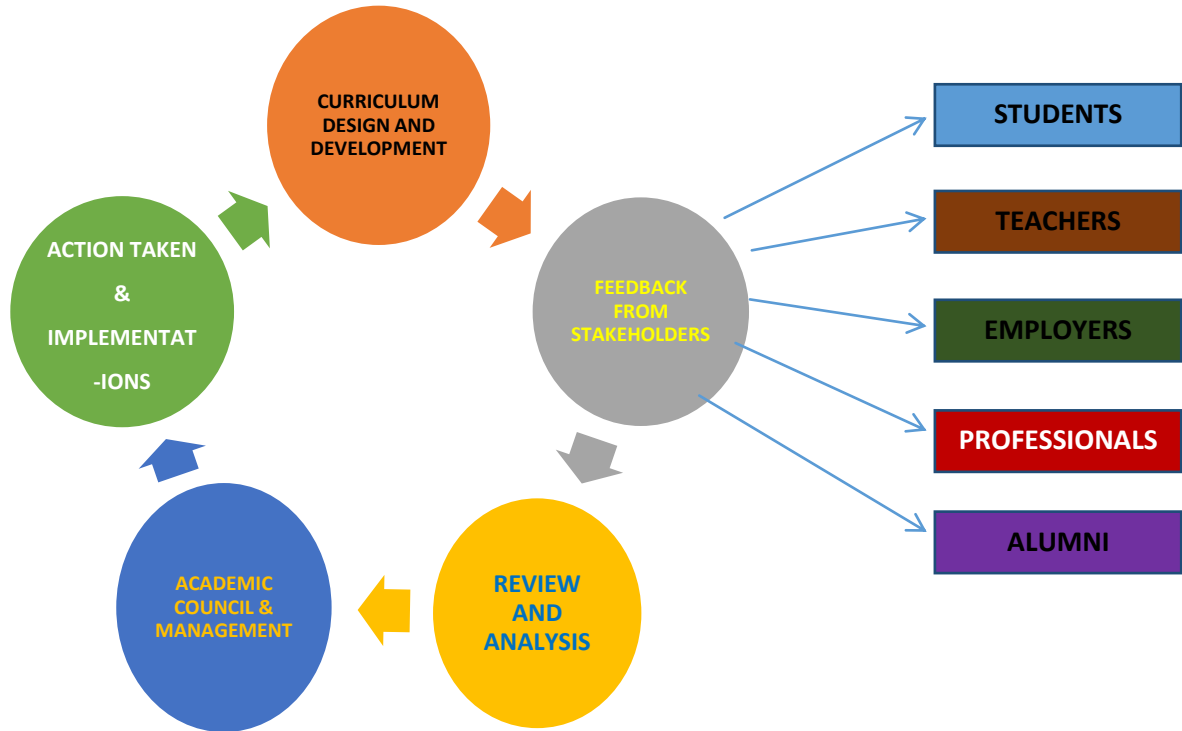 CURRICULUM
DESIGN AND
DEVELOPMENT
STUDENTS
TEACHERS
ACTION TAKEN
&
IMPLEMENTAT
-IONS
FEEDBACK
FROM
STAKEHOLDERS
EMPLOYERS
PROFESSIONALS
ALUMNI
REVIEW
AND
ANALYSIS
ACADEMIC
COUNCIL &
MANAGEMENT